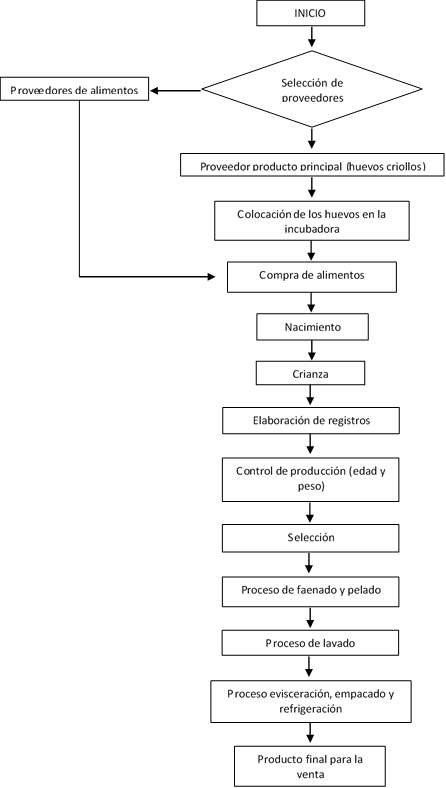 INICIO
Selección de
proveedores
Proveedores de alimentos
Proveedor producto principal (huevos criollos)
Colocación de los huevos en la
incubadora
Compra de alimentos
Nacimiento
Crianza
Elaboración de registros
Control de producción (edad y
peso)
Selección
Proceso de faenado y pelado
Proceso de lavado
Proceso evisceración, empacado y
refrigeración
Producto final para la
venta